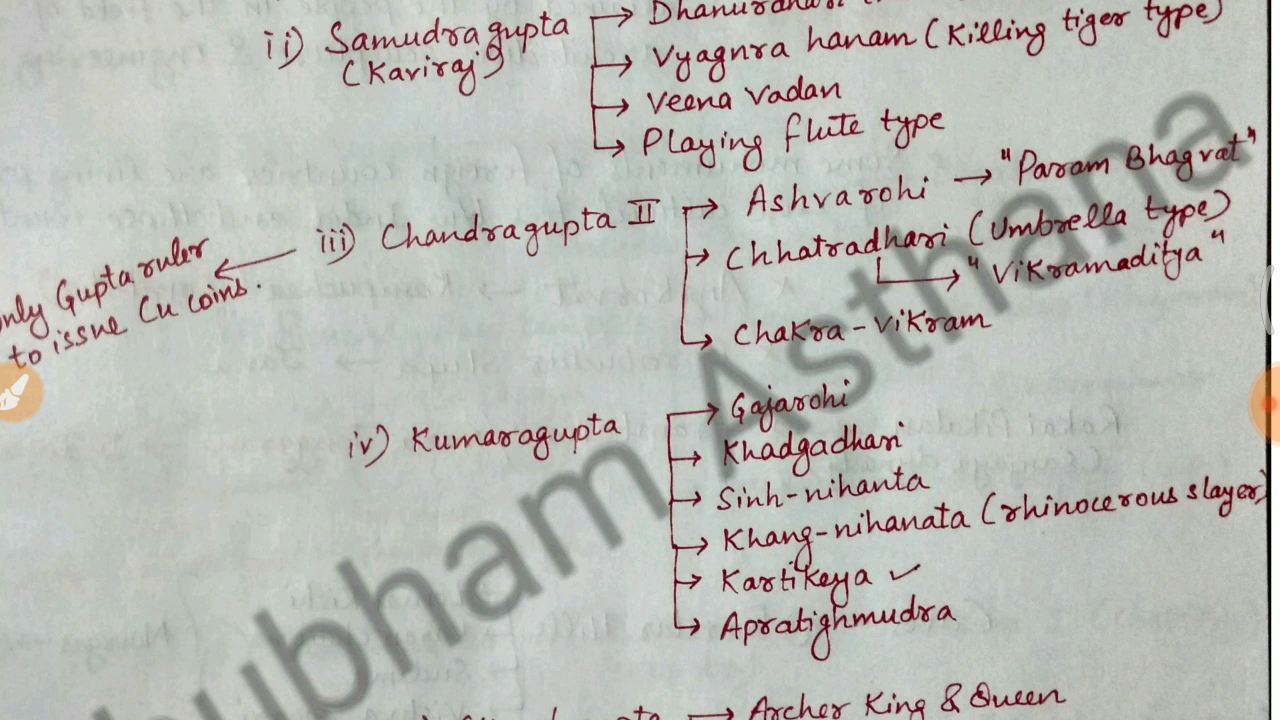 ii) Samudragupta
(Kaviraj)
→ Vyagnra hanam (Killing tiger type)
→ Veena Vadan
→ Playing flute type
only Gupta ruler
to issue Cu coins.
iii) Chandragupta II
→ Ashvarohi → "Param Bhagvat"
→ Chhatradhari (Umbrella type)
→ "Vikramaditya"
→ Chakra-Vikram
iv) Kumaragupta
→ Gajarohi
→ Khadgadhari
→ Sinh-nihanta
→ Khang-nihanata (rhinocerous slayer)
→ Kartikeya ✓
→ Apratighmudra
→ Archer King & Queen
Shubham Asthana